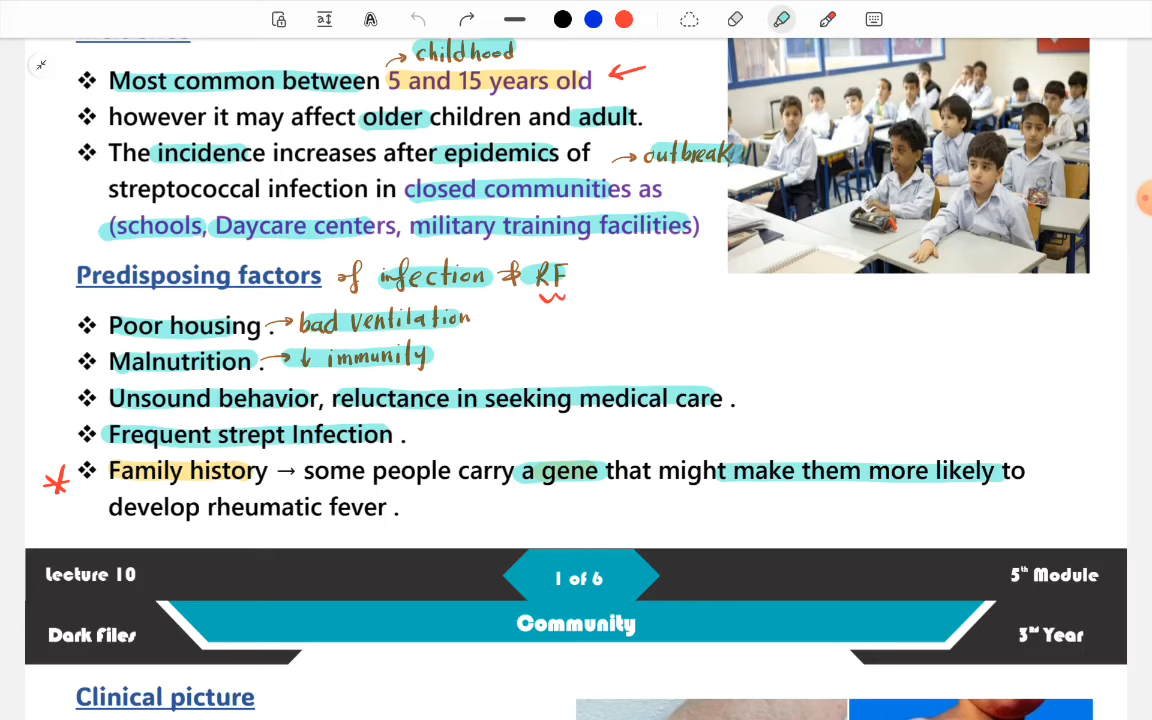 childhood
❖ Most common between 5 and 15 years old
❖ however it may affect older children and adult.
❖ The incidence increases after epidemics of → outbreak
streptococcal infection in closed communities as
(schools, Daycare centers, military training facilities)
Predisposing factors of infection & RF
❖ Poor housing . → bad ventilation
❖ Malnutrition . → ↓ immunity
❖ Unsound behavior, reluctance in seeking medical care .
❖ Frequent strept Infection .
❖ Family history → some people carry a gene that might make them more likely to
develop rheumatic fever .
Lecture 10 1 of 6 5th Module
Dark Files Community 3rd Year
Clinical picture